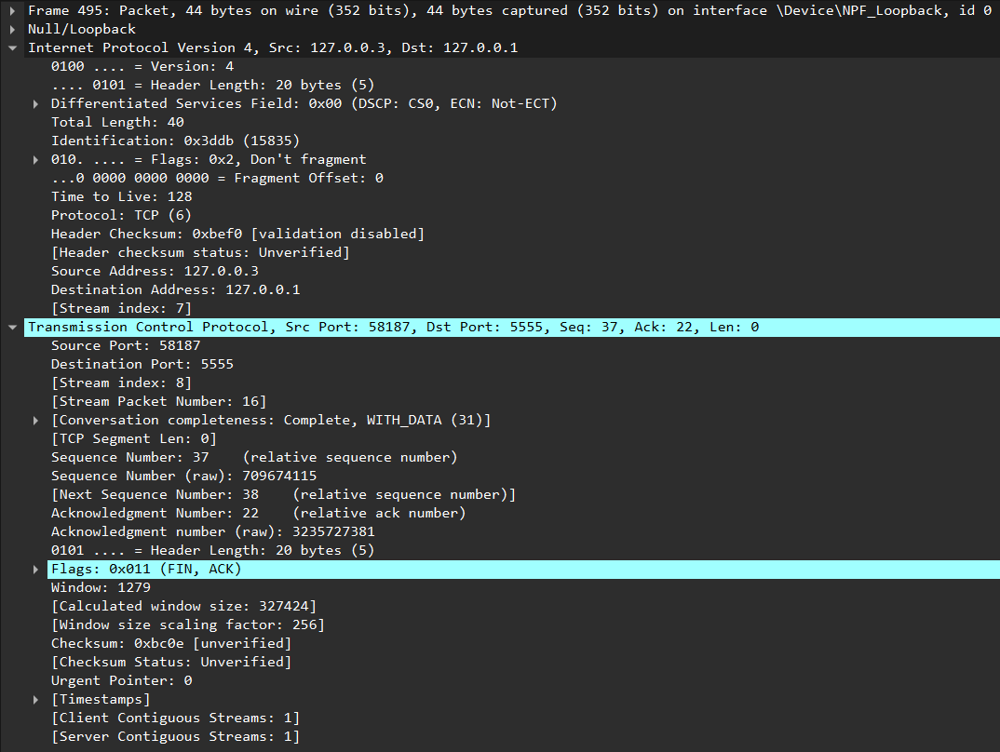 Frame 495: Packet, 44 bytes on wire (352 bits), 44 bytes captured (352 bits) on interface \Device\NPF_Loopback, id 0
Null/Loopback
Internet Protocol Version 4, Src: 127.0.0.3, Dst: 127.0.0.1
0100 .... = Version: 4
.... 0101 = Header Length: 20 bytes (5)
Differentiated Services Field: 0x00 (DSCP: CS0, ECN: Not-ECT)
Total Length: 40
Identification: 0x3ddb (15835)
010. .... = Flags: 0x2, Don't fragment
...0 0000 0000 0000 = Fragment Offset: 0
Time to Live: 128
Protocol: TCP (6)
Header Checksum: 0xbef0 [validation disabled]
[Header checksum status: Unverified]
Source Address: 127.0.0.3
Destination Address: 127.0.0.1
[Stream index: 7]
Transmission Control Protocol, Src Port: 58187, Dst Port: 5555, Seq: 37, Ack: 22, Len: 0
Source Port: 58187
Destination Port: 5555
[Stream index: 8]
[Stream Packet Number: 16]
[Conversation completeness: Complete, WITH_DATA (31)]
[TCP Segment Len: 0]
Sequence Number: 37    (relative sequence number)
Sequence Number (raw): 709674115
[Next Sequence Number: 38    (relative sequence number)]
Acknowledgment Number: 22    (relative ack number)
Acknowledgment number (raw): 3235727381
0101 .... = Header Length: 20 bytes (5)
Flags: 0x011 (FIN, ACK)
Window: 1279
[Calculated window size: 327424]
[Window size scaling factor: 256]
Checksum: 0xbc0e [unverified]
[Checksum Status: Unverified]
Urgent Pointer: 0
[Timestamps]
[Client Contiguous Streams: 1]
[Server Contiguous Streams: 1]